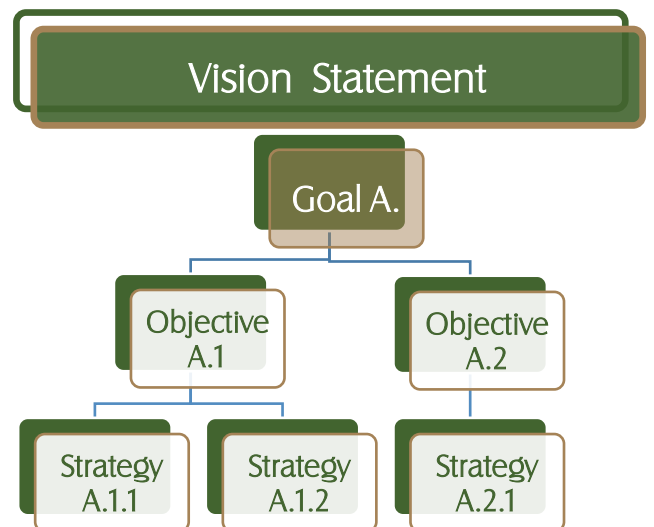 Vision Statement
Goal A.
Objective
A.1
Objective
A.2
Strategy
A.1.1
Strategy
A.1.2
Strategy
A.2.1